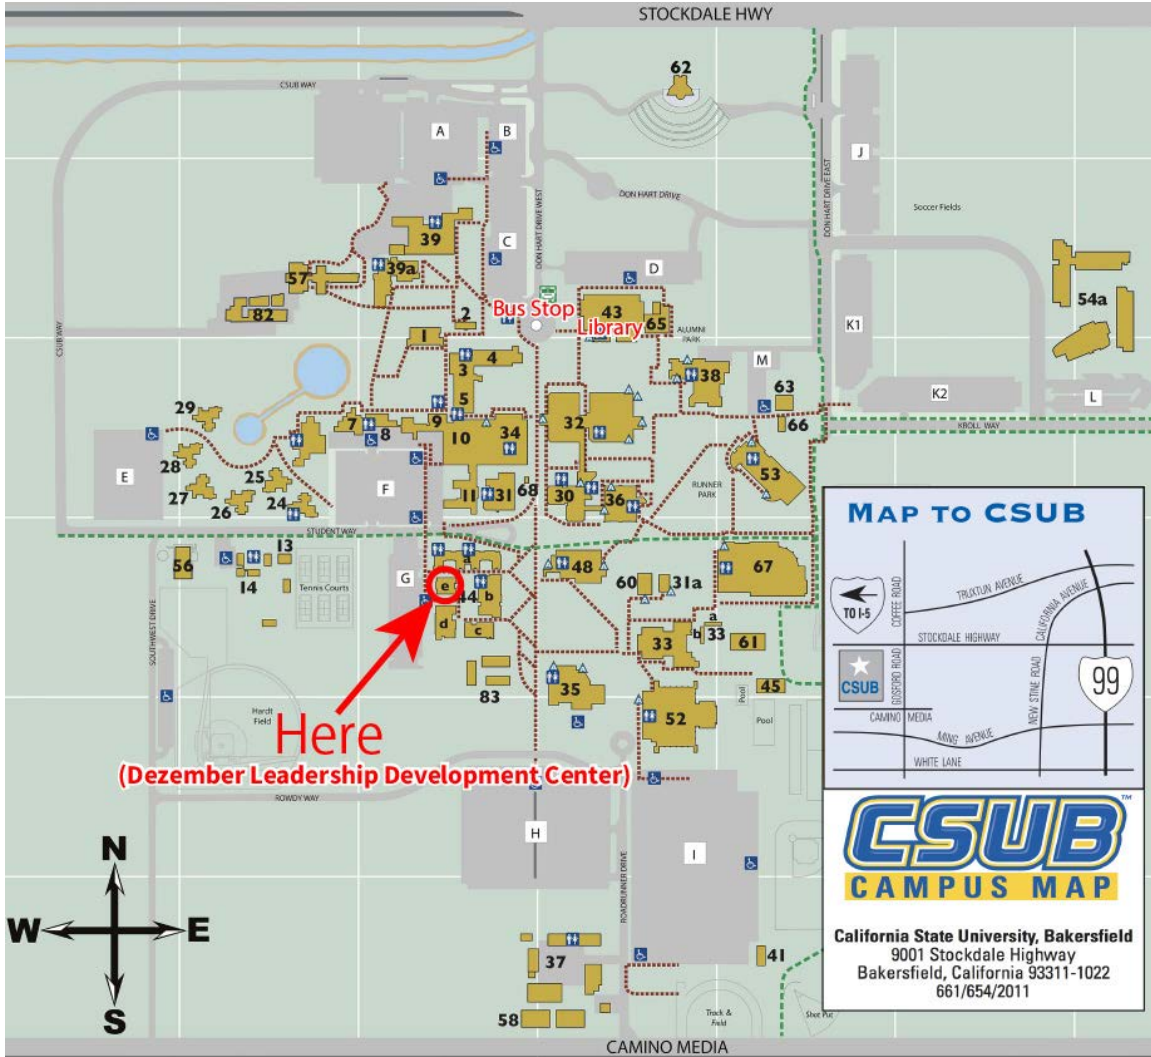 STOCKDALE HWY
62
CSUB WAY
A
B
J
DON HART DRIVE EAST
DON HART DRIVE
Soccer Fields
DON HART DRIVE WEST
39
C
D
39a
57
54a
82
2
Bus Stop
43
Library
65
ALUMNI
PARK
K1
1
CSUB WAY
4
3
38
M
63
K2
L
5
29
7
8
9
10
34
32
66
KROLL WAY
28
E
25
F
53
27
26
24
11
31
68
30
36
RUNNER
PARK
STUDENT WAY
56
13
14
Tennis Courts
G
a
e
44
b
d
c
48
60
31a
67
a
33
b
33
61
SOUTHWEST DRIVE
83
35
45
Pool
Pool
52
Hardt
Field
Here
(Dezember Leadership Development Center)
ROWDY WAY
H
I
ROADRUNNER DRIVE
N
W
E
S
37
41
58
Track &
Field
Shot Put
CAMINO MEDIA
MAP TO CSUB
TO I-5
COFFEE ROAD
TRUXTUN AVENUE
CALIFORNIA AVENUE
STOCKDALE HIGHWAY
CSUB
GOSFORD ROAD
NEW STINE ROAD
99
CAMINO MEDIA
MING AVENUE
WHITE LANE
CSUB™
CAMPUS MAP
California State University, Bakersfield
9001 Stockdale Highway
Bakersfield, California 93311-1022
661/654/2011